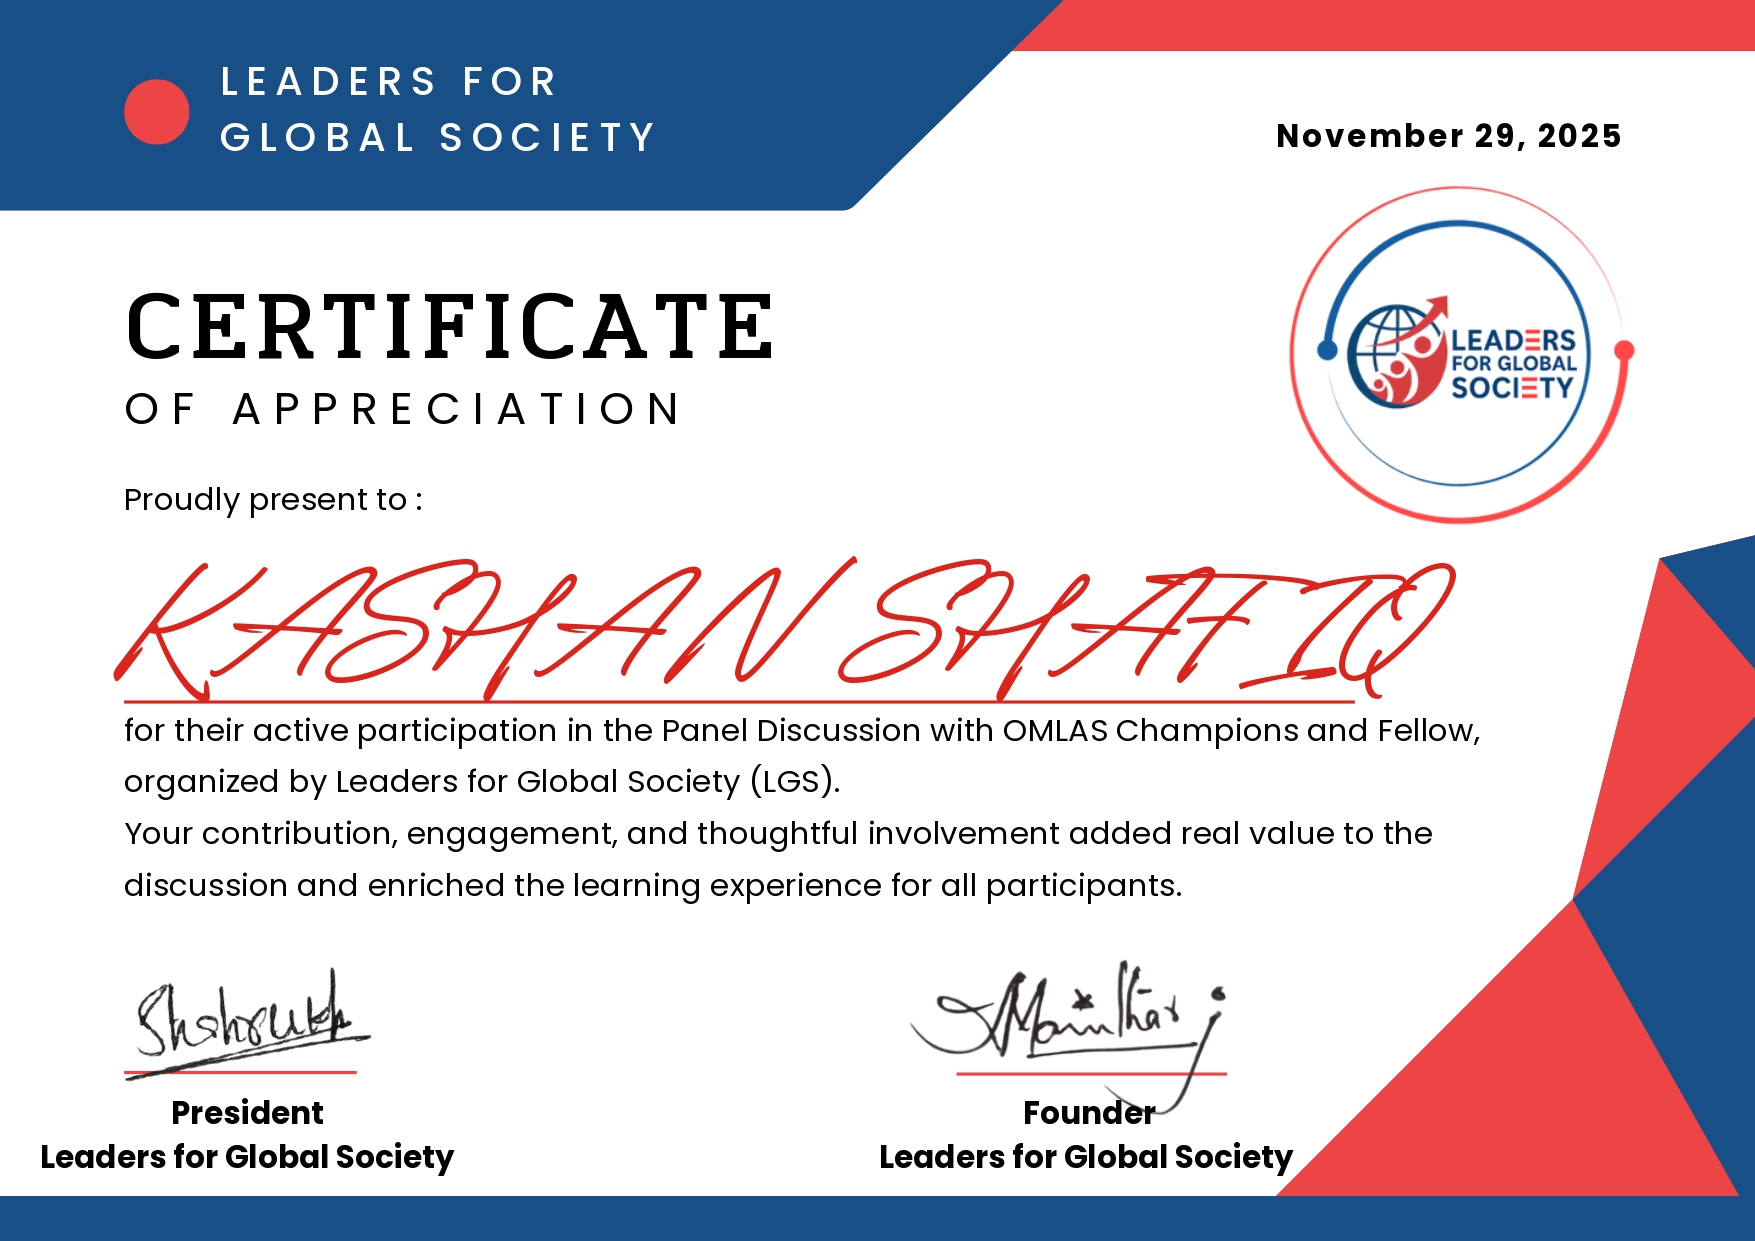 LEADERS FOR
GLOBAL SOCIETY
November 29, 2025
LEADERS
FOR GLOBAL
SOCIETY
CERTIFICATE
OF APPRECIATION
Proudly present to :
KASHAN SHAFIQ
for their active participation in the Panel Discussion with OMLAS Champions and Fellow,
organized by Leaders for Global Society (LGS).
Your contribution, engagement, and thoughtful involvement added real value to the
discussion and enriched the learning experience for all participants.
Shahrukh
President
Leaders for Global Society
Founder
Leaders for Global Society